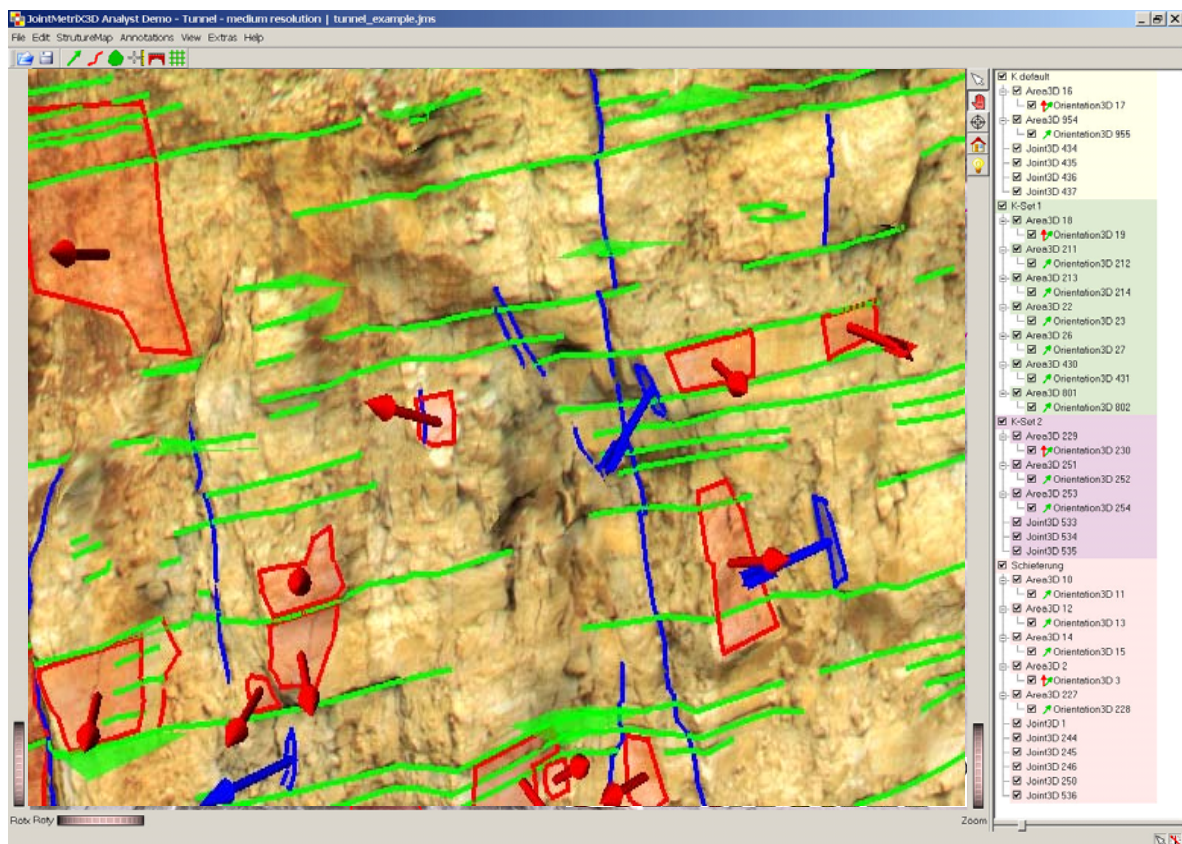 JointMetriX3D Analyst Demo - Tunnel - medium resolution | tunnel_example.jms
File Edit StrutureMap Annotations View Extras Help
K default
Area3D 16
Orientation3D 17
Area3D 954
Orientation3D 955
Joint3D 434
Joint3D 435
Joint3D 436
Joint3D 437
K-Set 1
Area3D 18
Orientation3D 19
Area3D 211
Orientation3D 212
Area3D 213
Orientation3D 214
Area3D 22
Orientation3D 23
Area3D 26
Orientation3D 27
Area3D 430
Orientation3D 431
Area3D 801
Orientation3D 802
K-Set 2
Area3D 229
Orientation3D 230
Area3D 251
Orientation3D 252
Area3D 253
Orientation3D 254
Joint3D 533
Joint3D 534
Joint3D 535
Schieferung
Area3D 10
Orientation3D 11
Area3D 12
Orientation3D 13
Area3D 14
Orientation3D 15
Area3D 2
Orientation3D 3
Area3D 227
Orientation3D 228
Joint3D 1
Joint3D 244
Joint3D 245
Joint3D 246
Joint3D 250
Joint3D 536
Rotx Roty
Zoom